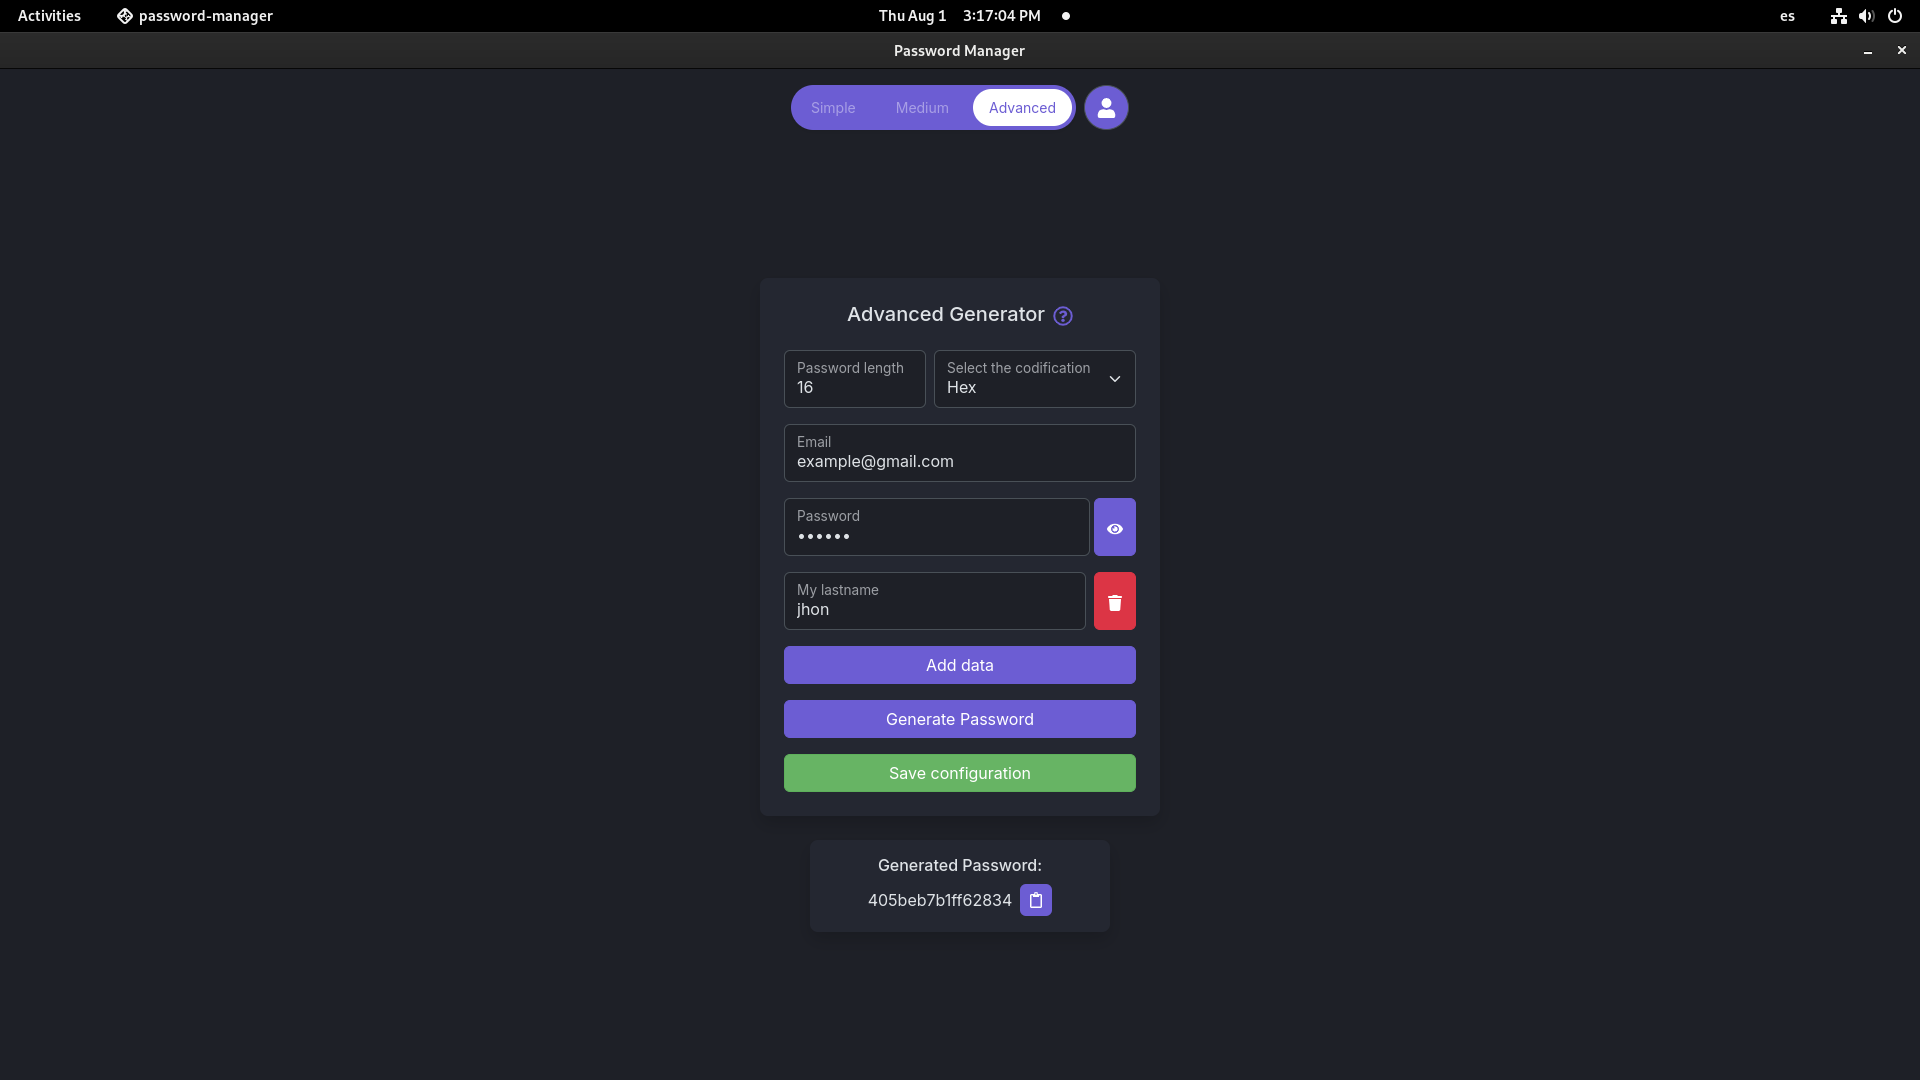 Activities password-manager Thu Aug 1 3:17:04 PM es
Password Manager
Simple Medium Advanced
Advanced Generator ?
Password length
16
Select the codification
Hex
Email
example@gmail.com
Password
••••••
My lastname
jhon
Add data
Generate Password
Save configuration
Generated Password:
405beb7b1ff62834